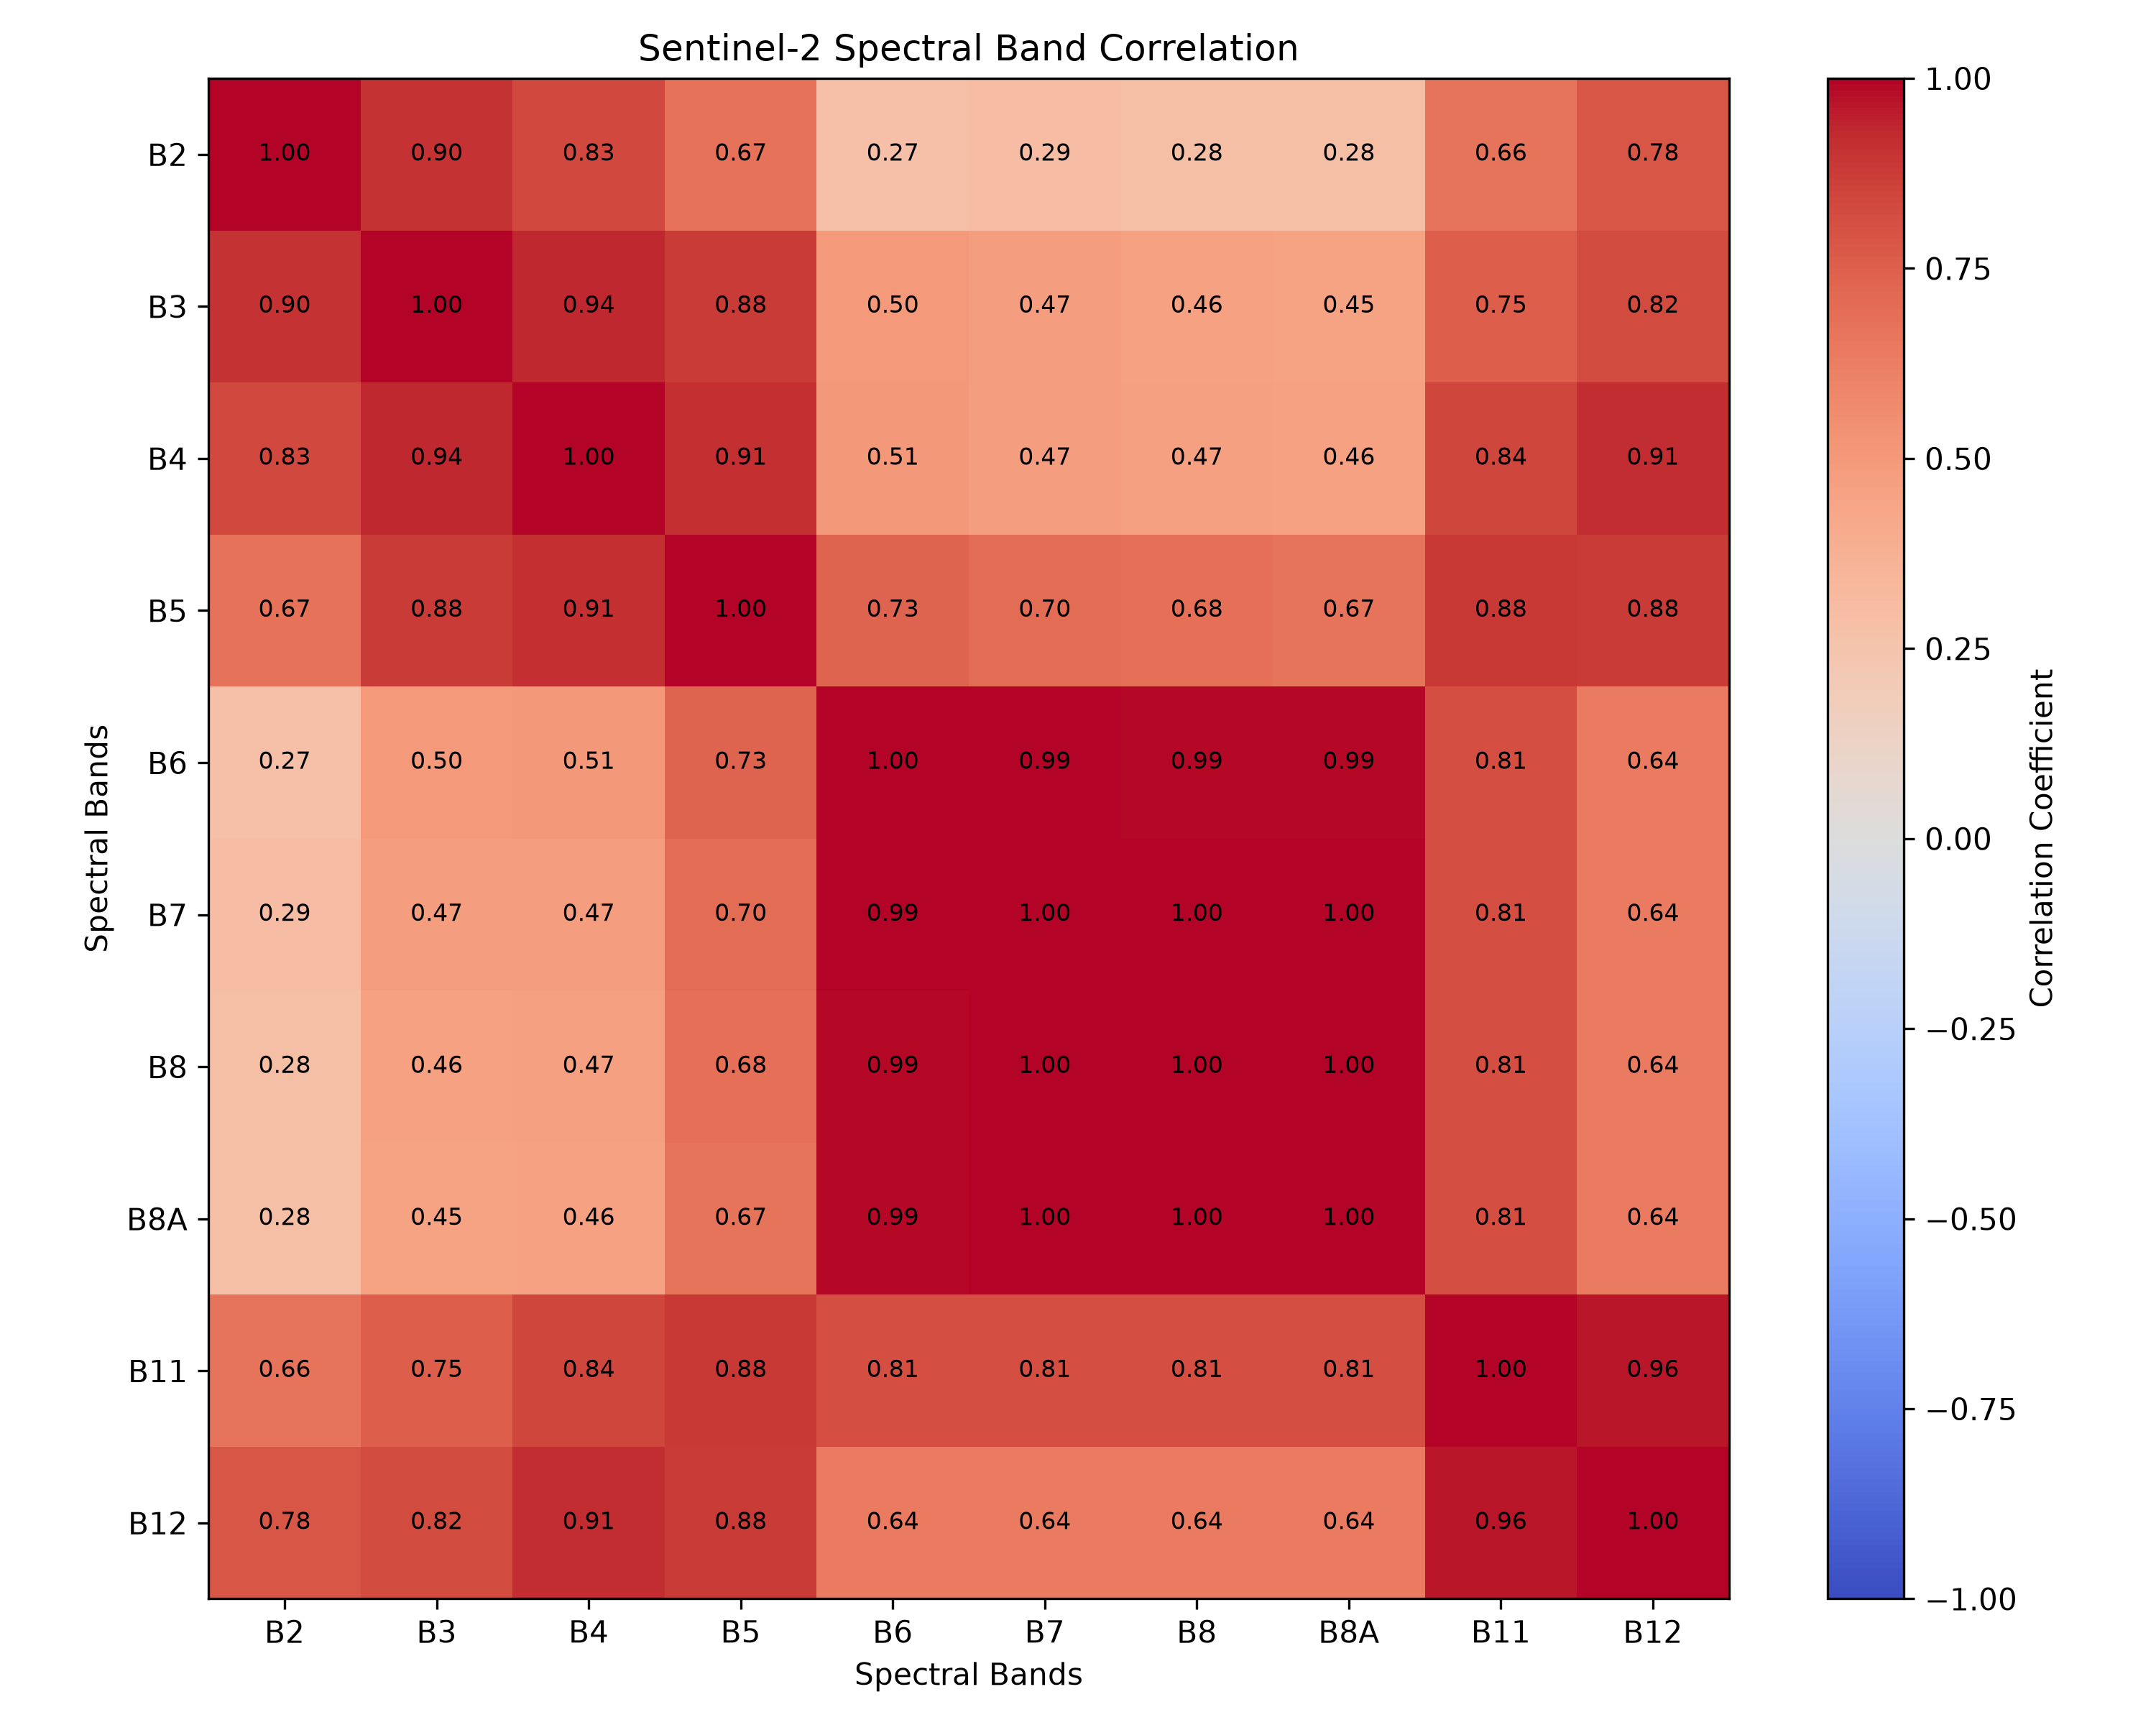 Sentinel-2 Spectral Band Correlation
B2 1.00 0.90 0.83 0.67 0.27 0.29 0.28 0.28 0.66 0.78
B3 0.90 1.00 0.94 0.88 0.50 0.47 0.46 0.45 0.75 0.82
B4 0.83 0.94 1.00 0.91 0.51 0.47 0.47 0.46 0.84 0.91
B5 0.67 0.88 0.91 1.00 0.73 0.70 0.68 0.67 0.88 0.88
B6 0.27 0.50 0.51 0.73 1.00 0.99 0.99 0.99 0.81 0.64
B7 0.29 0.47 0.47 0.70 0.99 1.00 1.00 1.00 0.81 0.64
B8 0.28 0.46 0.47 0.68 0.99 1.00 1.00 1.00 0.81 0.64
B8A 0.28 0.45 0.46 0.67 0.99 1.00 1.00 1.00 0.81 0.64
B11 0.66 0.75 0.84 0.88 0.81 0.81 0.81 0.81 1.00 0.96
B12 0.78 0.82 0.91 0.88 0.64 0.64 0.64 0.64 0.96 1.00
B2 B3 B4 B5 B6 B7 B8 B8A B11 B12
Spectral Bands
Spectral Bands
1.00
0.75
0.50
0.25
0.00
−0.25
−0.50
−0.75
−1.00
Correlation Coefficient